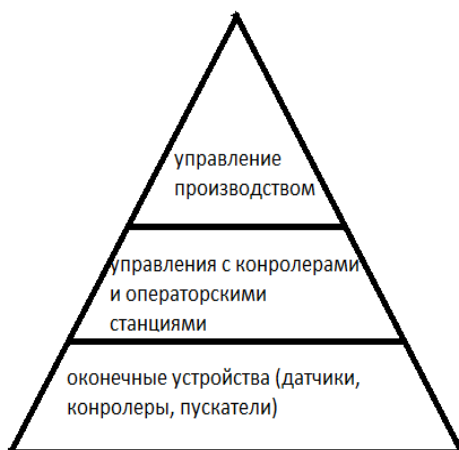 управление
производством
управления с конролерами
и операторскими
станциями
оконечные устройства (датчики,
конролеры, пускатели)